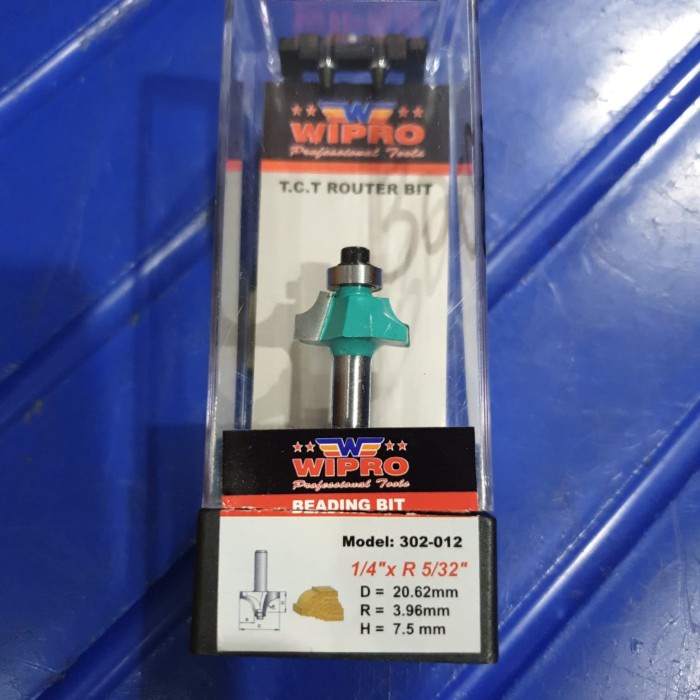 WIPRO
Professional Tools
T.C.T ROUTER BIT
WIPRO
Professional Tools
BEADING BIT
Model: 302-012
1/4"x R 5/32"
D = 20.62mm
R = 3.96mm
H = 7.5 mm